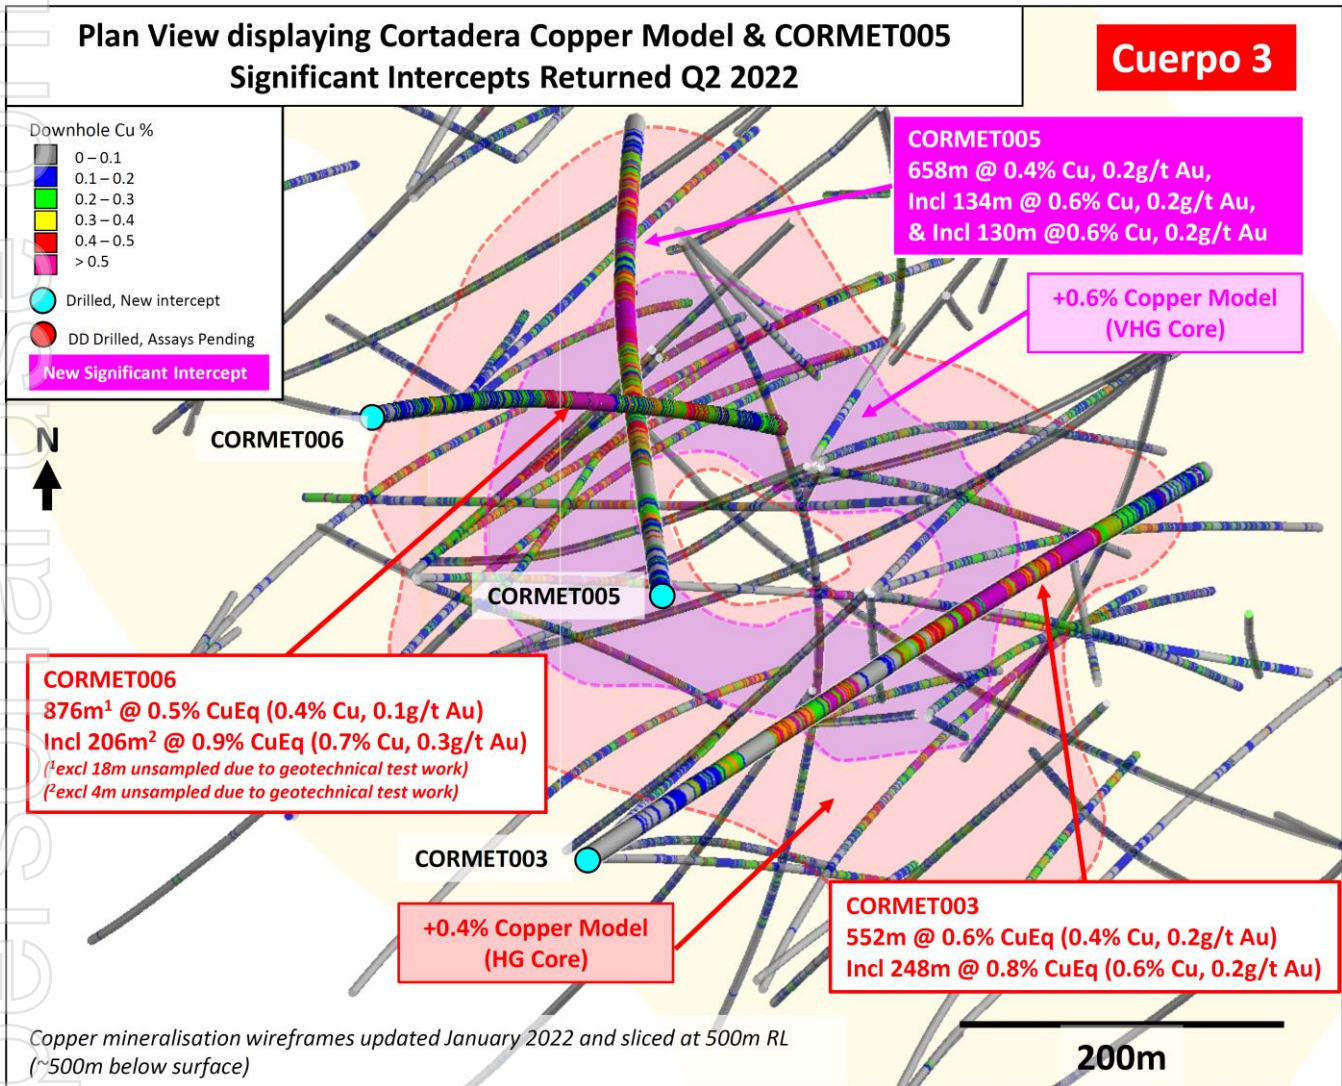 Plan View displaying Cortadera Copper Model & CORMET005
Significant Intercepts Returned Q2 2022
Cuerpo 3
Downhole Cu %
0 – 0.1
0.1 – 0.2
0.2 – 0.3
0.3 – 0.4
0.4 – 0.5
> 0.5
Drilled, New intercept
DD Drilled, Assays Pending
New Significant Intercept
CORMET005
658m @ 0.4% Cu, 0.2g/t Au,
Incl 134m @ 0.6% Cu, 0.2g/t Au,
& Incl 130m @0.6% Cu, 0.2g/t Au
+0.6% Copper Model
(VHG Core)
N
CORMET006
CORMET005
CORMET006
876m¹ @ 0.5% CuEq (0.4% Cu, 0.1g/t Au)
Incl 206m² @ 0.9% CuEq (0.7% Cu, 0.3g/t Au)
(¹excl 18m unsampled due to geotechnical test work)
(²excl 4m unsampled due to geotechnical test work)
CORMET003
+0.4% Copper Model
(HG Core)
CORMET003
552m @ 0.6% CuEq (0.4% Cu, 0.2g/t Au)
Incl 248m @ 0.8% CuEq (0.6% Cu, 0.2g/t Au)
Copper mineralisation wireframes updated January 2022 and sliced at 500m RL
(~500m below surface)
200m